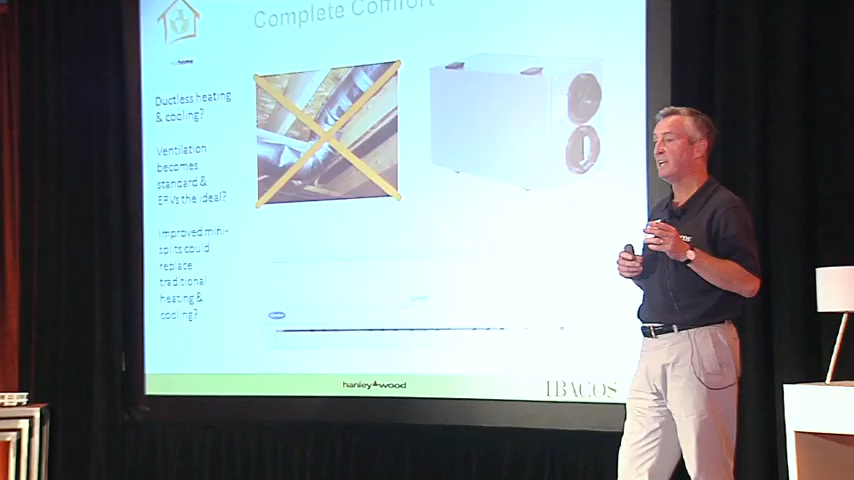 Complete Comfort
home
Ductless heating
& cooling?
Ventilation
becomes
standard &
ERVs the ideal?
Improved mini-
splits could
replace
traditional
heating &
cooling?
hanley wood
IBACOS